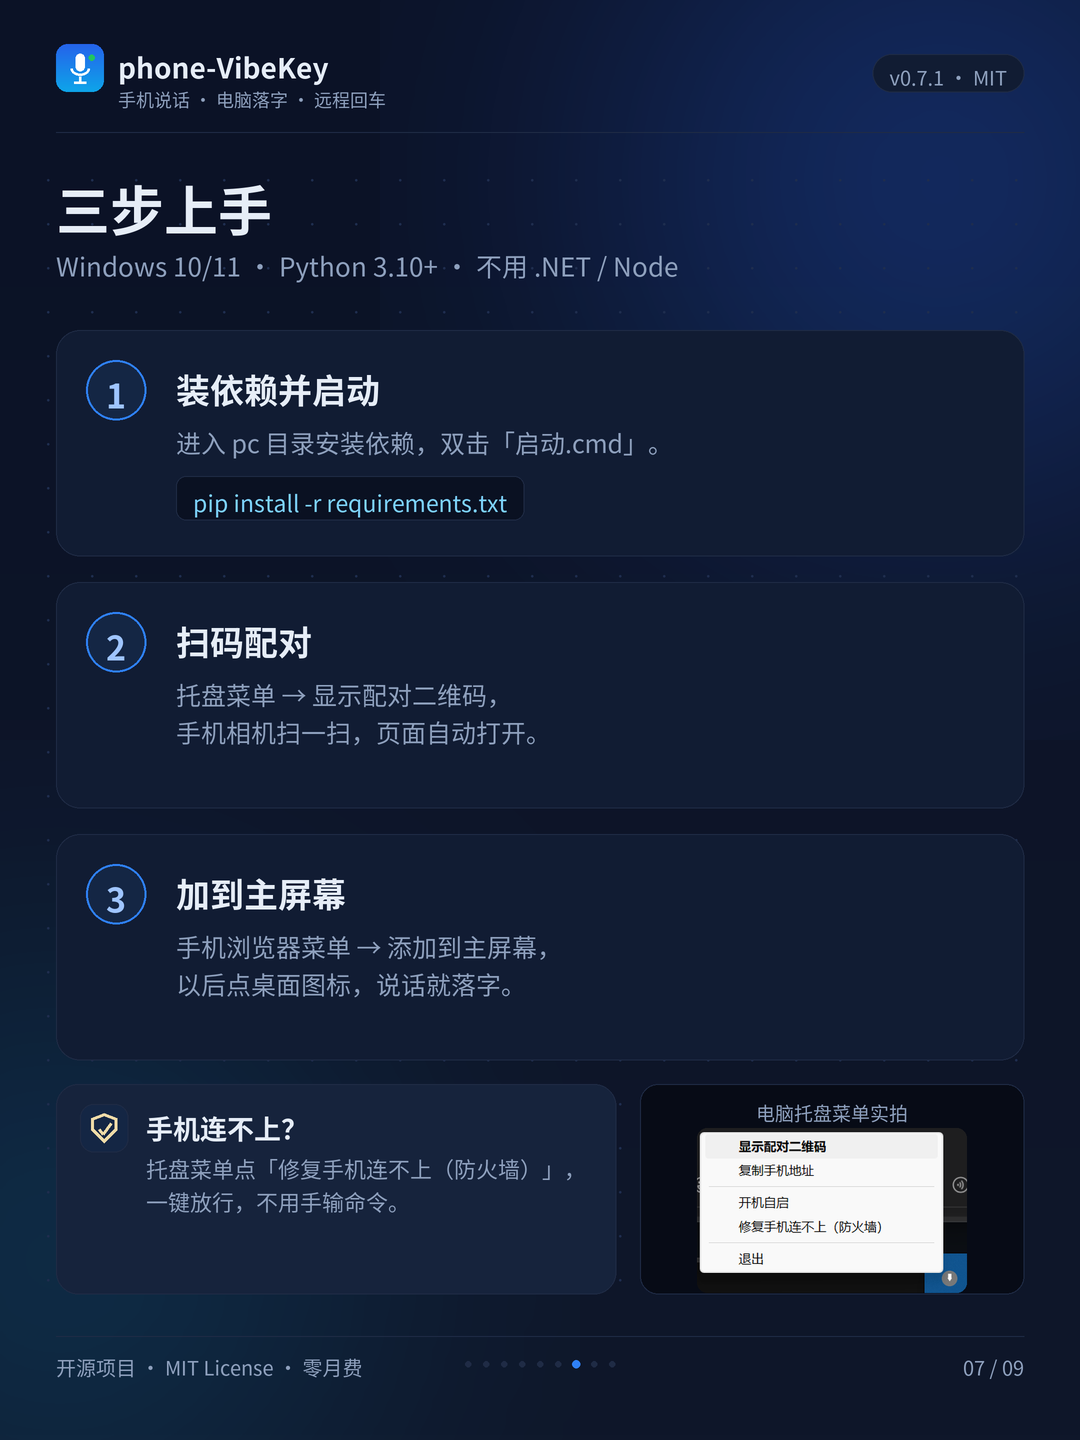 phone-VibeKey
手机说话 • 电脑落字 • 远程回车
v0.7.1 • MIT
三步上手
Windows 10/11 • Python 3.10+ • 不用 .NET / Node
1
装依赖并启动
进入 pc 目录安装依赖，双击「启动.cmd」。
pip install -r requirements.txt
2
扫码配对
托盘菜单 → 显示配对二维码，
手机相机扫一扫，页面自动打开。
3
加到主屏幕
手机浏览器菜单 → 添加到主屏幕，
以后点桌面图标，说话就落字。
手机连不上？
托盘菜单点「修复手机连不上（防火墙）」，
一键放行，不用手输命令。
电脑托盘菜单实拍
显示配对二维码
复制手机地址
开机自启
修复手机连不上（防火墙）
退出
开源项目 • MIT License • 零月费
07 / 09